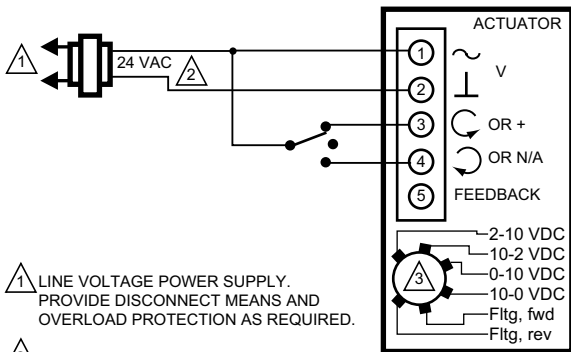 ACTUATOR
1
24 VAC
2
1
V
2
3
OR +
4
OR N/A
5
FEEDBACK
2-10 VDC
10-2 VDC
3
0-10 VDC
10-0 VDC
Fltg, fwd
Fltg, rev
1 LINE VOLTAGE POWER SUPPLY.
PROVIDE DISCONNECT MEANS AND
OVERLOAD PROTECTION AS REQUIRED.